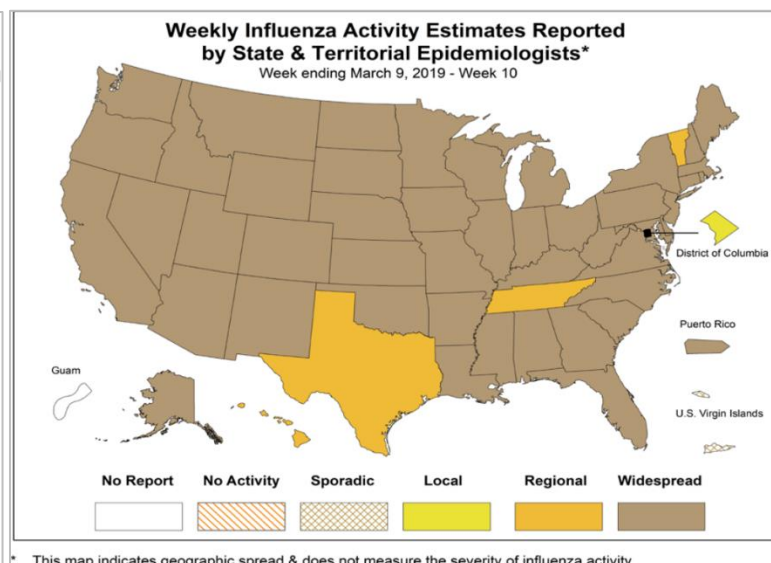 Weekly Influenza Activity Estimates Reported
by State & Territorial Epidemiologists*
Week ending March 9, 2019 - Week 10
District of Columbia
Puerto Rico
Guam
U.S. Virgin Islands
No Report No Activity Sporadic Local Regional Widespread
* This map indicates geographic spread & does not measure the severity of influenza activity